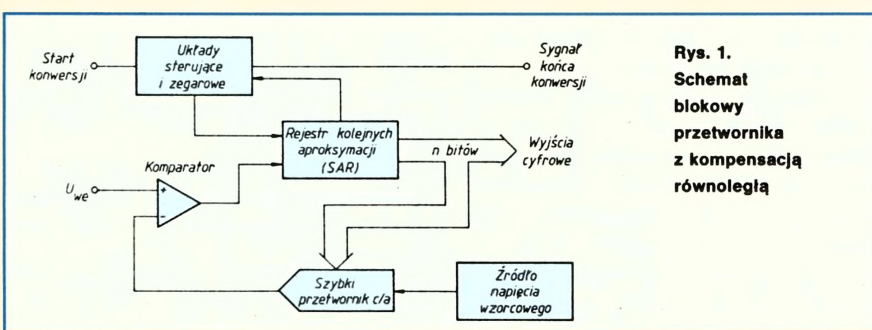 Start
konwersji
Układy
sterujące
i zegarowe
Sygnał
końca
konwersji
Rejestr kolejnych
aproksymacji
(SAR)
n bitów
Wyjścia
cyfrowe
Komparator
U we
+
-
Szybki
przetwornik c/a
Źródło
napięcia
wzorcowego
Rys. 1.
Schemat
blokowy
przetwornika
z kompensacją
równoległą